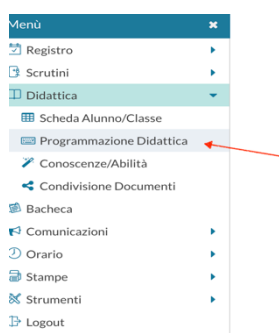 Menù
Registro
Scrutini
Didattica
Scheda Alunno/Classe
Programmazione Didattica
Conoscenze/Abilità
Condivisione Documenti
Bacheca
Comunicazioni
Orario
Stampe
Strumenti
Logout